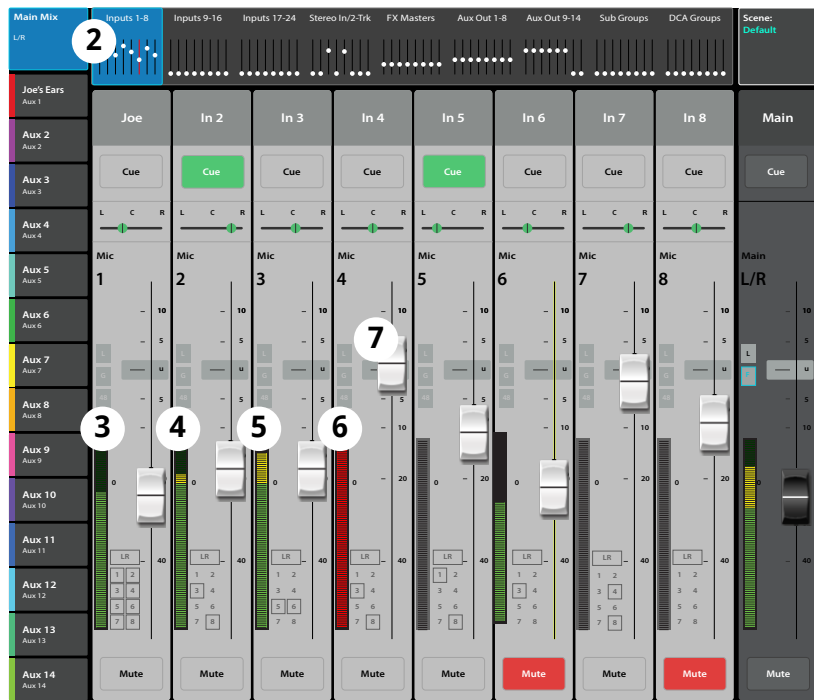 Main Mix
L/R
Inputs 1-8
Inputs 9-16
Inputs 17-24
Stereo In/2-Trk
FX Masters
Aux Out 1-8
Aux Out 9-14
Sub Groups
DCA Groups
Scene:
Default
2
Joe's Ears
Aux 1
Aux 2
Aux 2
Aux 3
Aux 3
Aux 4
Aux 4
Aux 5
Aux 5
Aux 6
Aux 6
Aux 7
Aux 7
Aux 8
Aux 8
Aux 9
Aux 9
Aux 10
Aux 10
Aux 11
Aux 11
Aux 12
Aux 12
Aux 13
Aux 13
Aux 14
Aux 14
Joe In 2 In 3 In 4 In 5 In 6 In 7 In 8 Main
Cue Cue Cue Cue Cue Cue Cue Cue Cue
L C R L C R L C R L C R L C R L C R L C R L C R
Mic Mic Mic Mic Mic Mic Mic Mic Main
1 2 3 4 5 6 7 8 L/R
10 10 10 10 10 10 10 10 10
5 5 5 5 5 5 5 5
7
L L L L L L L L L
U U U U U U U U
G G G G G G G
48 48 48 48 48 48 48
5 5 5 5 5 5 5
10 10 10 10 10 10 10
3 4 5 6
0 0 0 0 0 0 0 0 0
20 20 20 20 20 20 20 20
LR LR LR LR LR LR LR LR
40 40 40 40 40 40 40 40 40
1 2 1 2 1 2 1 2 1 2 1 2 1 2 1 2
3 4 3 4 3 4 3 4 3 4 3 4 3 4 3 4
5 6 5 6 5 6 5 6 5 6 5 6 5 6 5 6
7 8 7 8 7 8 7 8 7 8 7 8 7 8 7 8
Mute Mute Mute Mute Mute Mute Mute Mute Mute